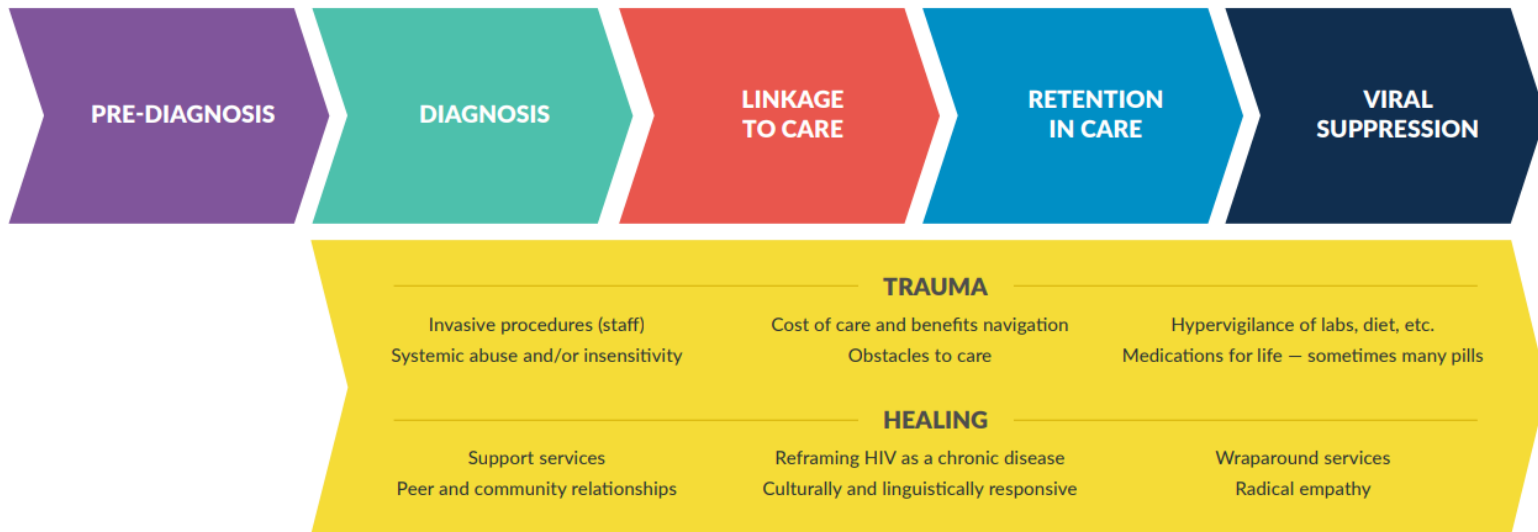 PRE-DIAGNOSIS
DIAGNOSIS
LINKAGE
TO CARE
RETENTION
IN CARE
VIRAL
SUPPRESSION
TRAUMA
Invasive procedures (staff)
Systemic abuse and/or insensitivity
Cost of care and benefits navigation
Obstacles to care
Hypervigilance of labs, diet, etc.
Medications for life — sometimes many pills
HEALING
Support services
Peer and community relationships
Reframing HIV as a chronic disease
Culturally and linguistically responsive
Wraparound services
Radical empathy